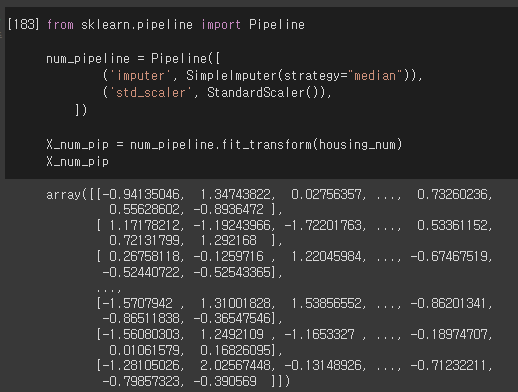 [183] from sklearn.pipeline import Pipeline
num_pipeline = Pipeline([
('imputer', SimpleImputer(strategy="median")),
('std_scaler', StandardScaler()),
])
X_num_pip = num_pipeline.fit_transform(housing_num)
X_num_pip
array([[-0.94135046, 1.34743822, 0.02756357, ..., 0.73260236,
0.55628602, -0.8936472 ],
[ 1.17178212, -1.19243966, -1.72201763, ..., 0.53361152,
0.72131799, 1.292168 ],
[ 0.26758118, -0.1259716 , 1.22045984, ..., -0.67467519,
-0.52440722, -0.52543365],
...,
[-1.5707942 , 1.31001828, 1.53856552, ..., -0.86201341,
-0.86511838, -0.36547546],
[-1.56080303, 1.2492109 , -1.1653327 , ..., -0.18974707,
0.01061579, 0.16826095],
[-1.28105026, 2.02567448, -0.13148926, ..., -0.71232211,
-0.79857323, -0.390569 ]])